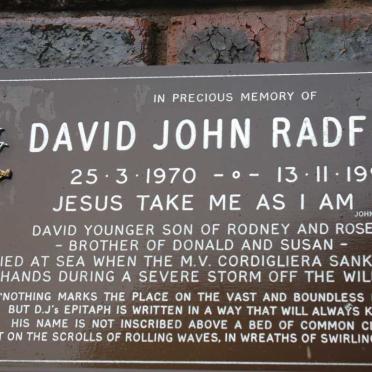 IN PRECIOUS MEMORY OF
DAVID JOHN RADF
25·3·1970 -o- 13·11·199
JESUS TAKE ME AS I AM
JOHN
DAVID YOUNGER SON OF RODNEY AND ROSE
- BROTHER OF DONALD AND SUSAN -
IED AT SEA WHEN THE M.V. CORDIGLIERA SANK
HANDS DURING A SEVERE STORM OFF THE WIL
"NOTHING MARKS THE PLACE ON THE VAST AND BOUNDLESS
BUT D.J's EPITAPH IS WRITTEN IN A WAY THAT WILL ALWAYS K
HIS NAME IS NOT INSCRIBED ABOVE A BED OF COMMON C
T ON THE SCROLLS OF ROLLING WAVES, IN WREATHS OF SWIRLING